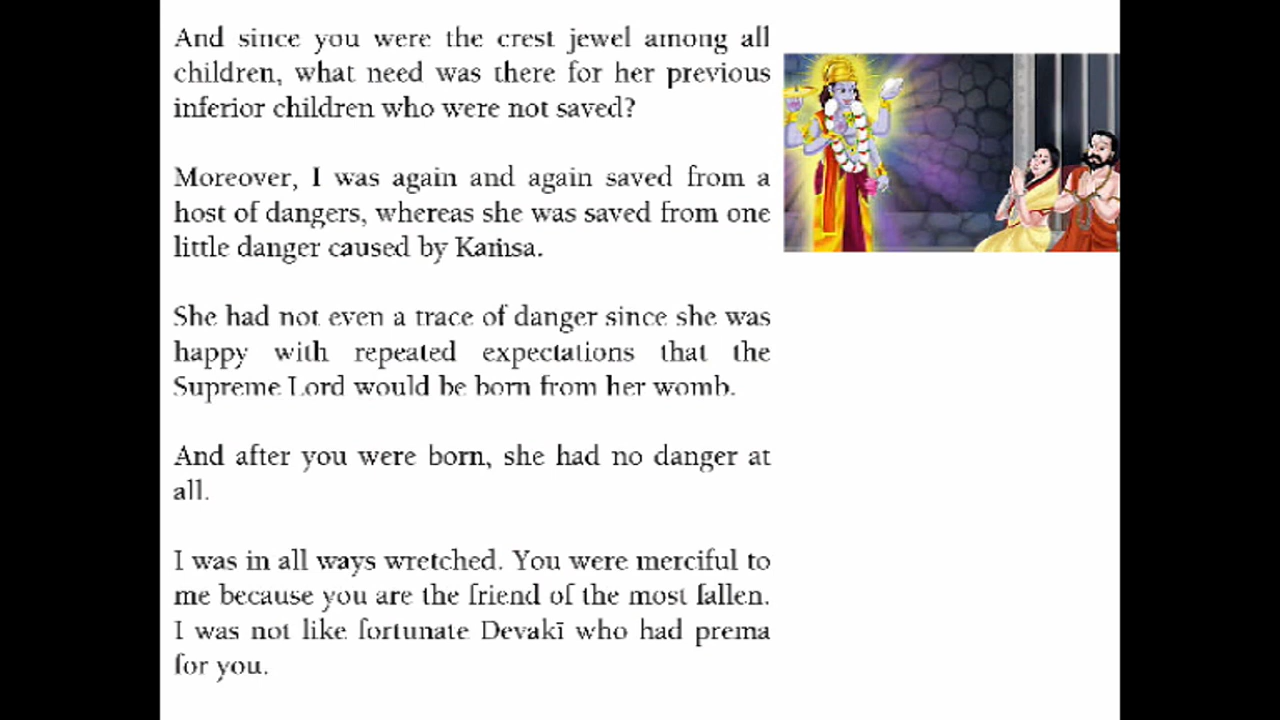 And since you were the crest jewel among all
children, what need was there for her previous
inferior children who were not saved?
Moreover, I was again and again saved from a
host of dangers, whereas she was saved from one
little danger caused by Kaṁsa.
She had not even a trace of danger since she was
happy with repeated expectations that the
Supreme Lord would be born from her womb.
And after you were born, she had no danger at
all.
I was in all ways wretched. You were merciful to
me because you are the friend of the most fallen.
I was not like fortunate Devakī who had prema
for you.